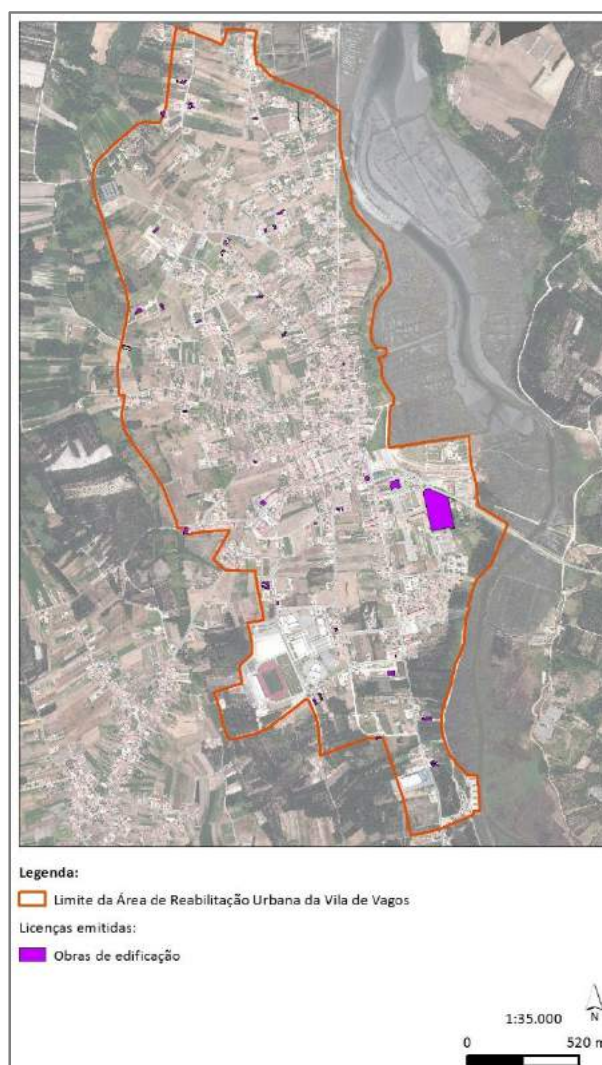 Legenda:
Limite da Área de Reabilitação Urbana da Vila de Vagos
Licenças emitidas:
Obras de edificação
1:35.000
N
0 520 m